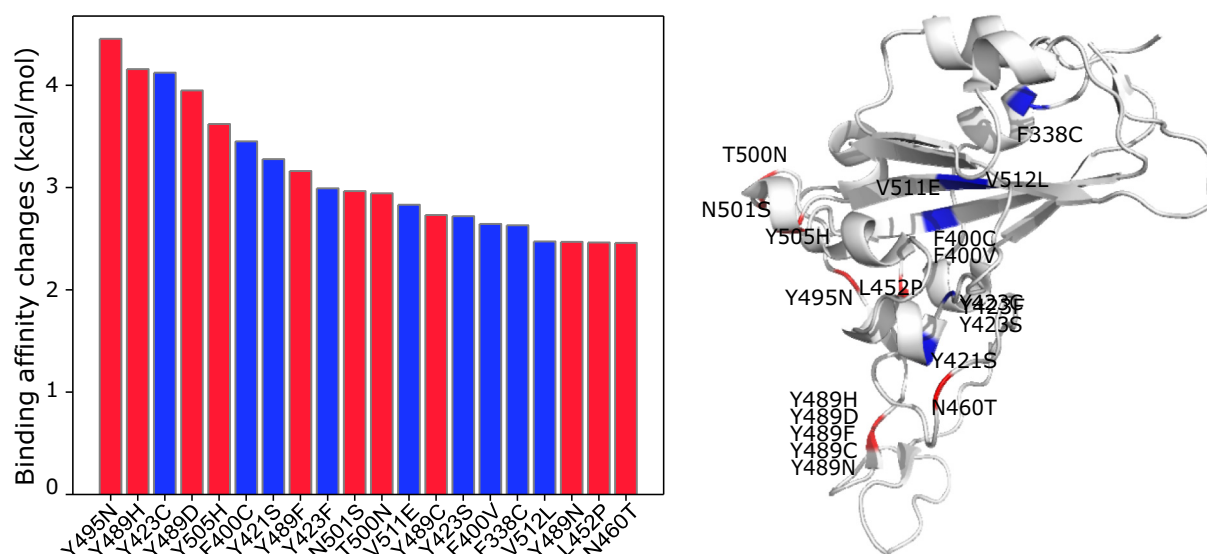 Binding affinity changes (kcal/mol)
4
3
2
1
0
Y495N
Y489H
Y423C
Y489D
Y505H
F400C
Y421S
Y489F
Y423F
N501S
T500N
V511E
Y489C
Y423S
F400V
F338C
V512L
Y489N
L452P
N460T
F338C
T500N
V511E
V512L
N501S
Y505H
F400C
F400V
L452P
Y495N
Y423C
Y423F
Y423S
Y421S
Y489H
Y489D
Y489F
Y489C
Y489N
N460T